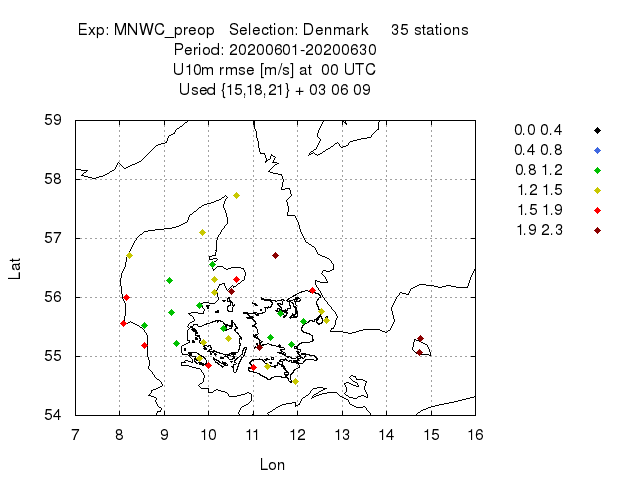 Exp: MNWC_preop Selection: Denmark 35 stations
Period: 20200601-20200630
U10m rmse [m/s] at 00 UTC
Used {15,18,21} + 03 06 09
0.0 0.4
0.4 0.8
0.8 1.2
1.2 1.5
1.5 1.9
1.9 2.3
Lat
59
58
57
56
55
54
7 8 9 10 11 12 13 14 15 16
Lon